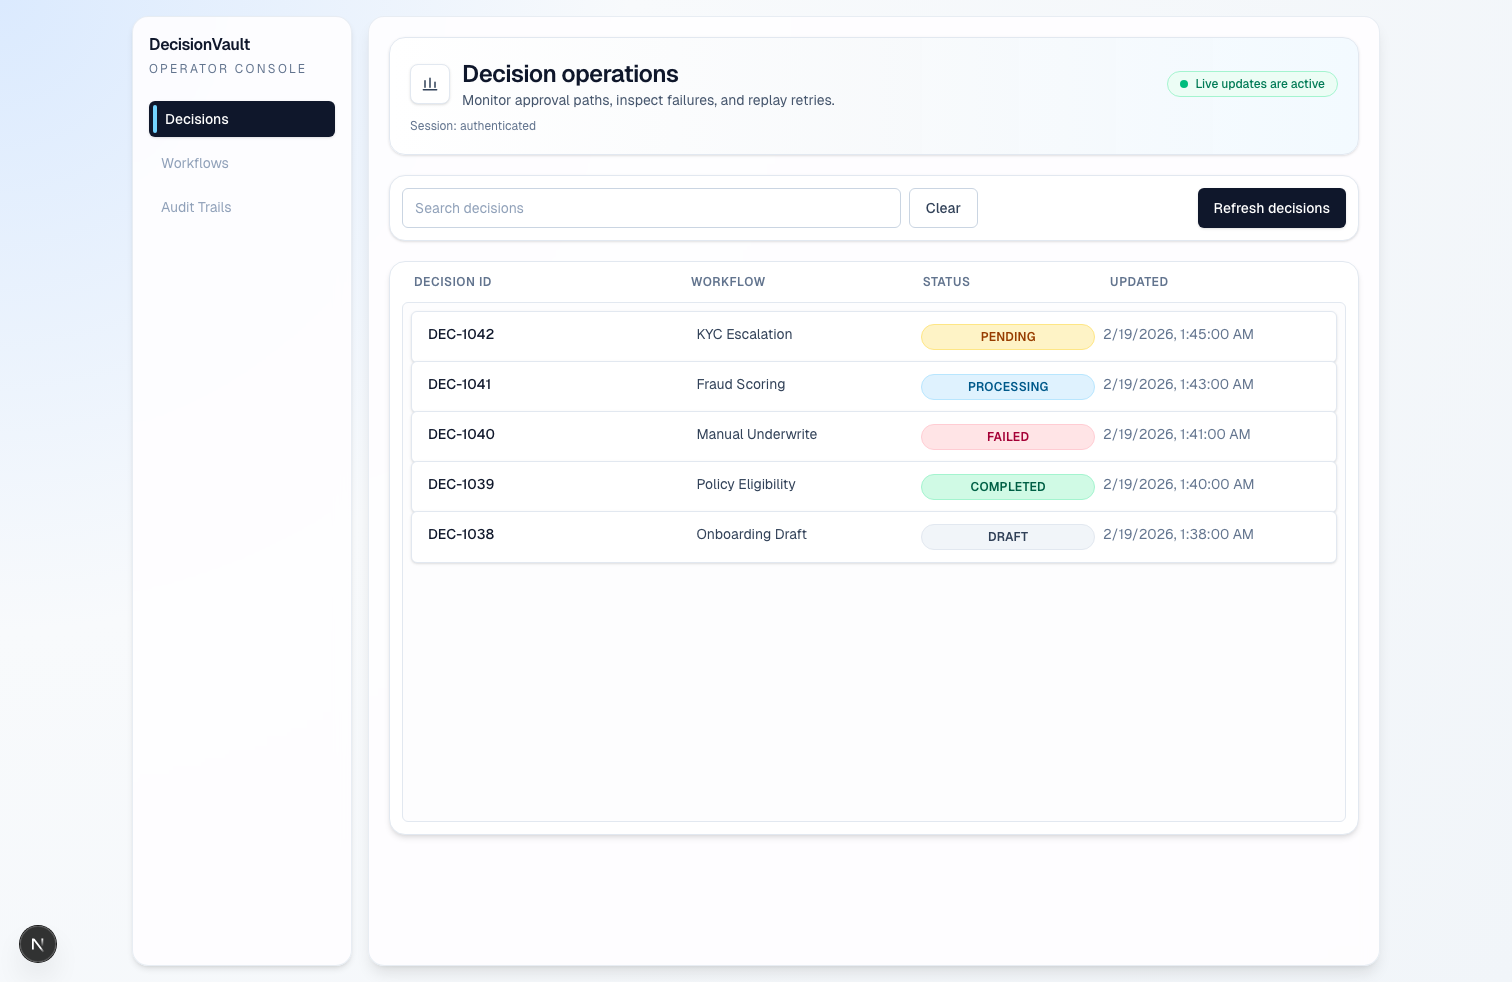 DecisionVault
OPERATOR CONSOLE
Decisions
Workflows
Audit Trails
Decision operations
Monitor approval paths, inspect failures, and replay retries.
Session: authenticated
Live updates are active
Search decisions
Clear
Refresh decisions
DECISION ID WORKFLOW STATUS UPDATED
DEC-1042 KYC Escalation PENDING 2/19/2026, 1:45:00 AM
DEC-1041 Fraud Scoring PROCESSING 2/19/2026, 1:43:00 AM
DEC-1040 Manual Underwrite FAILED 2/19/2026, 1:41:00 AM
DEC-1039 Policy Eligibility COMPLETED 2/19/2026, 1:40:00 AM
DEC-1038 Onboarding Draft DRAFT 2/19/2026, 1:38:00 AM
N